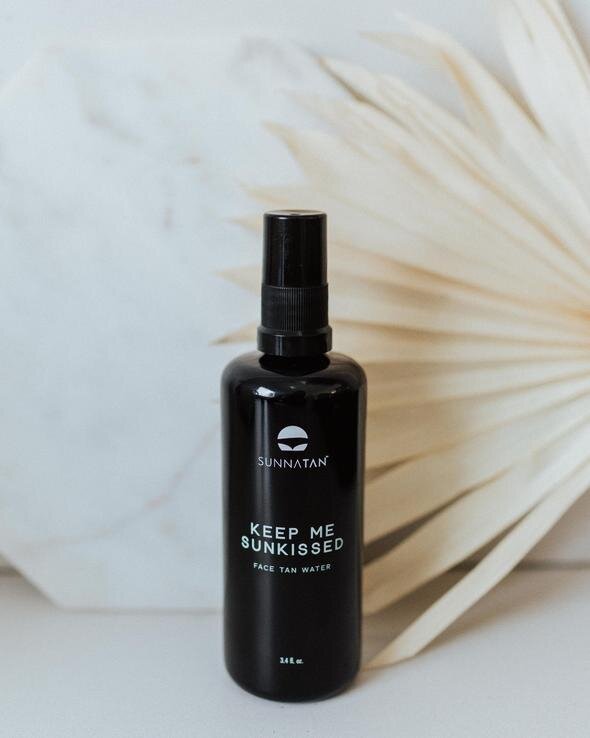 SUNNATAN
KEEP ME
SUNKISSED
FACE TAN WATER
3.4 fl. oz.